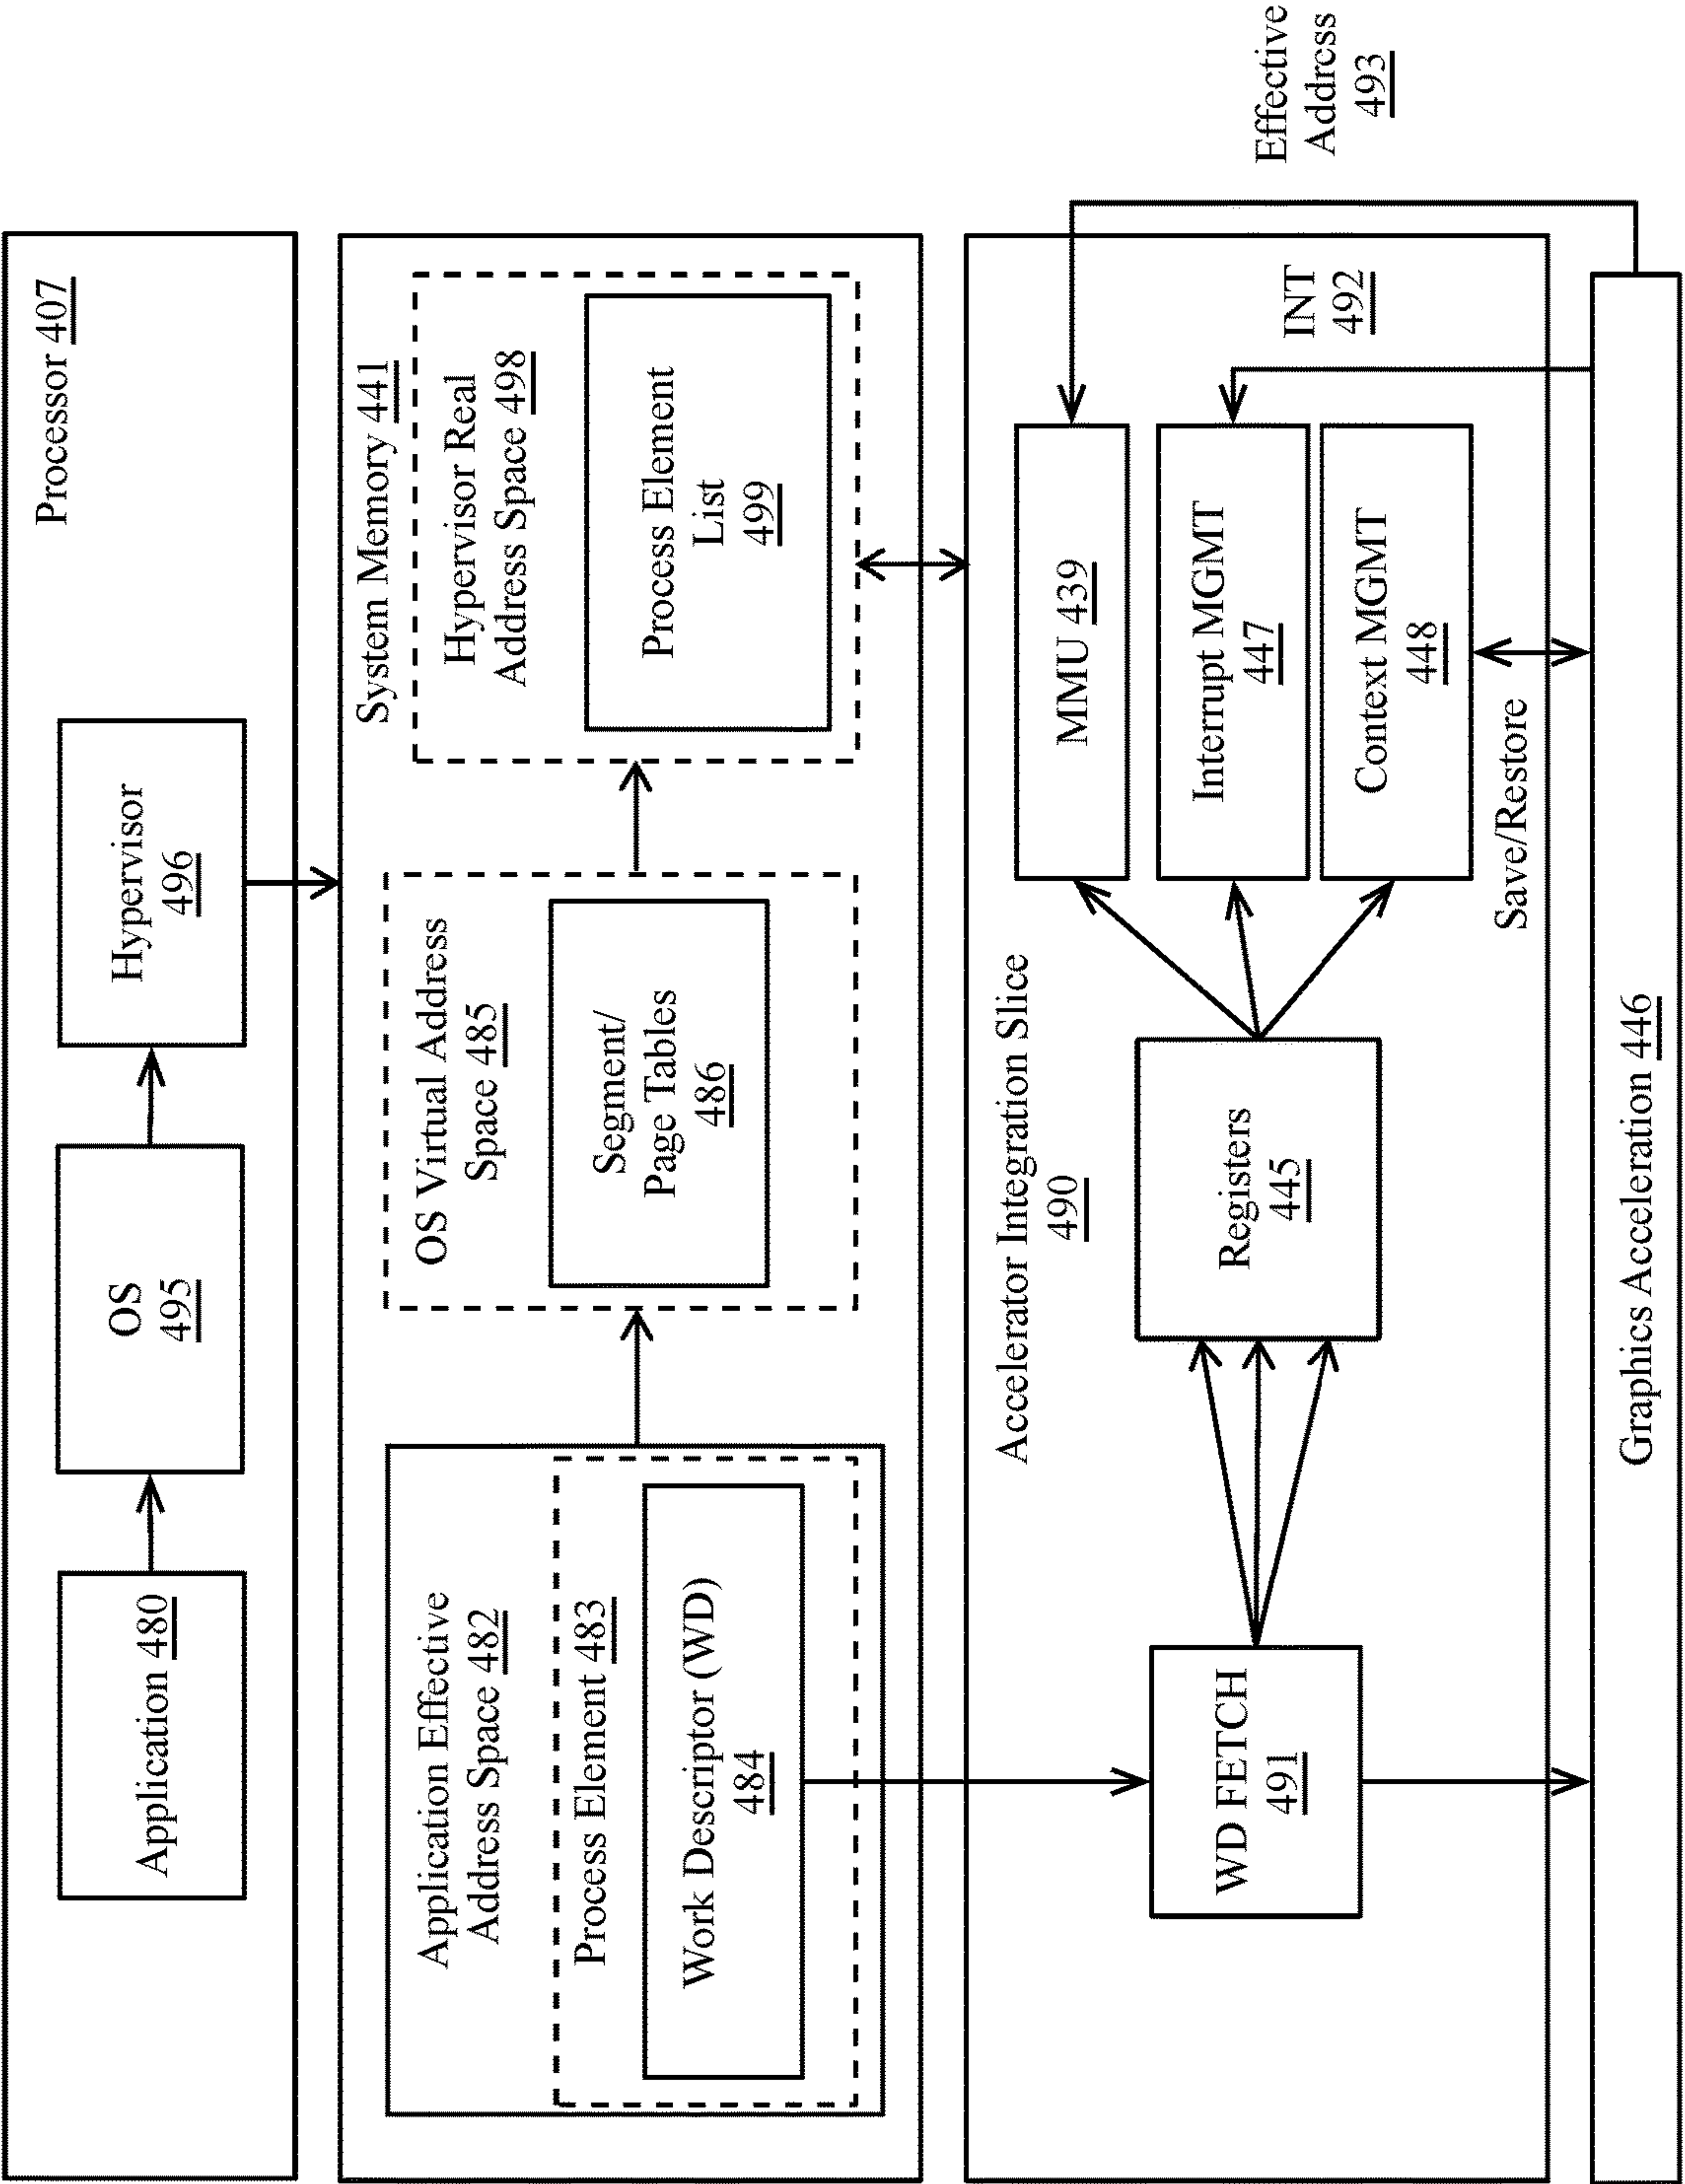 Processor 407
Application 480
OS
495
Hypervisor
496
System Memory 441
Application Effective
Address Space 482
Process Element 483
Work Descriptor (WD)
484
OS Virtual Address
Space 485
Segment/
Page Tables
486
Hypervisor Real
Address Space 498
Process Element
List
499
Accelerator Integration Slice
490
WD FETCH
491
Registers
445
MMU 439
Interrupt MGMT
447
Context MGMT
448
Save/Restore
INT
492
Effective
Address
493
Graphics Acceleration 446